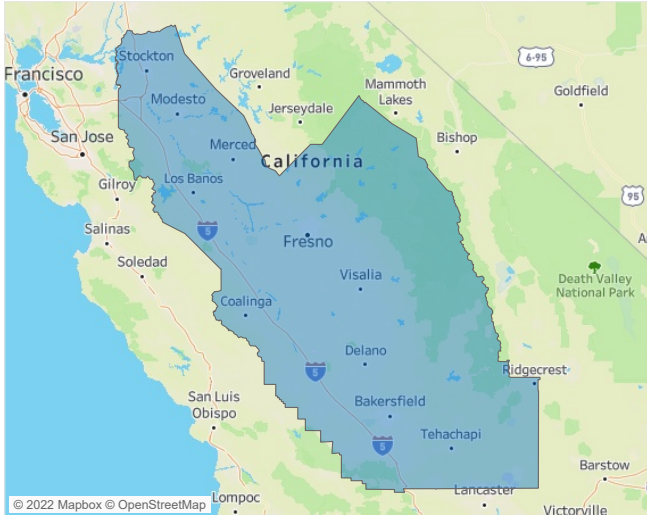 Stockton
Francisco
Groveland
6-95
Mammoth
Lakes
Goldfield
Modesto
Jerseydale
San Jose
Merced
Bishop
California
Gilroy
Los Banos
95
Salinas
5
Fresno
A
Soledad
Visalia
Death Valley
National Park
Coalinga
Delano
5
Ridgecrest
San Luis
Obispo
Bakersfield
Tehachapi
5
Barstow
Lancaster
Lompoc
Victorville
© 2022 Mapbox © OpenStreetMap